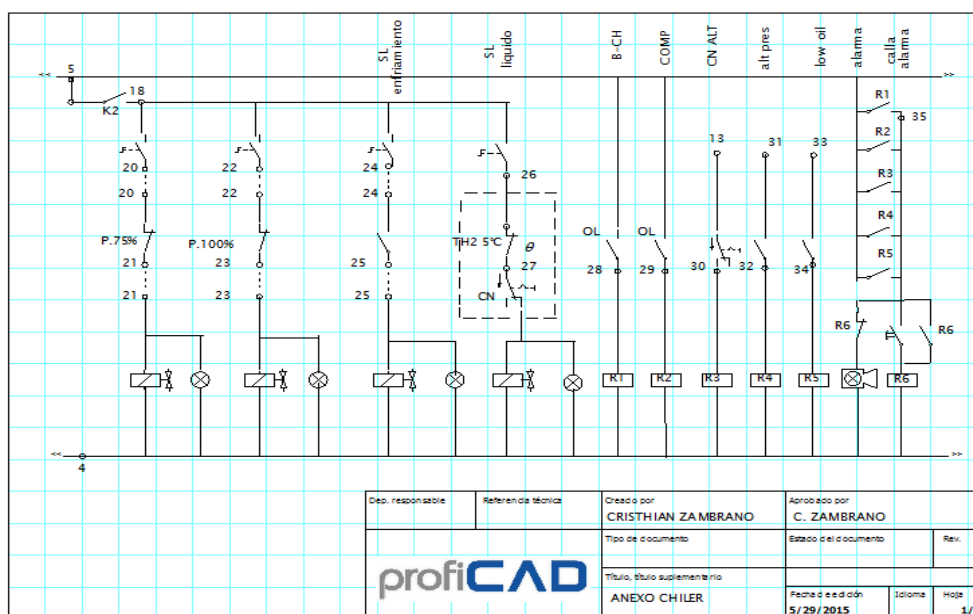 SL
enfriamiento
SL
liquido
B-CH
COMP
CN ALT
alt pres
low oil
alarma
calla
alarma
5
18
K2
R1
35
R2
20
22
24
26
13
31
33
20
22
24
R3
P.75%
P.100%
TH2 5°C
θ
OL
OL
R4
21
23
25
27
28
29
30
32
34
R5
21
23
25
CN
R6
R6
R1
R2
R3
R4
R5
R6
4
Dep. responsable
Referencia técnica
Creado por
CRISTHIAN ZAMBRANO
Aprobado por
C. ZAMBRANO
Tipo de documento
Estado del documento
Rev.
profiCAD
Título, título suplementario
ANEXO CHILER
Fecha de edición
5/29/2015
Idioma
Hoja
1/